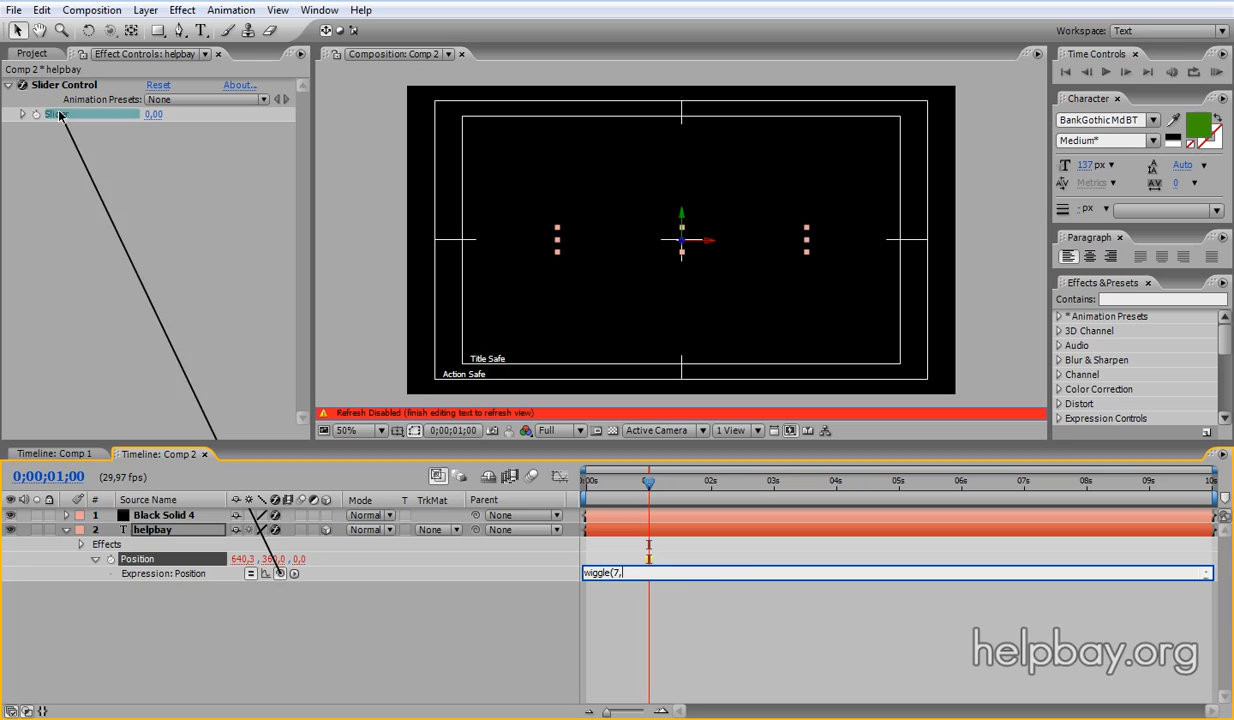 File Edit Composition Layer Effect Animation View Window Help
Workspace: Text
Project Effect Controls: helpbay
Composition: Comp 2
Time Controls
Comp 2 * helpbay
Slider Control Reset About...
Animation Presets: None
Slider 0,00
Character
BankGothic Md BT
Medium*
137 px Auto
Metrics 0
- px
Paragraph
Effects & Presets
Contains:
* Animation Presets
3D Channel
Audio
Blur & Sharpen
Channel
Color Correction
Distort
Expression Controls
Title Safe
Action Safe
Refresh Disabled (finish editing text to refresh view)
50% 0;00;01;00 Full Active Camera 1 View
Timeline: Comp 1 Timeline: Comp 2
0;00;01;00 (29,97 fps)
:00s 02s 03s 04s 05s 06s 07s 08s 09s 10s
# Source Name Mode T TrkMat Parent
1 Black Solid 4 Normal None
2 T helpbay Normal None None
Effects
Position 640,3 , 360,0 , 0,0
Expression: Position wiggle(7,
helpbay.org